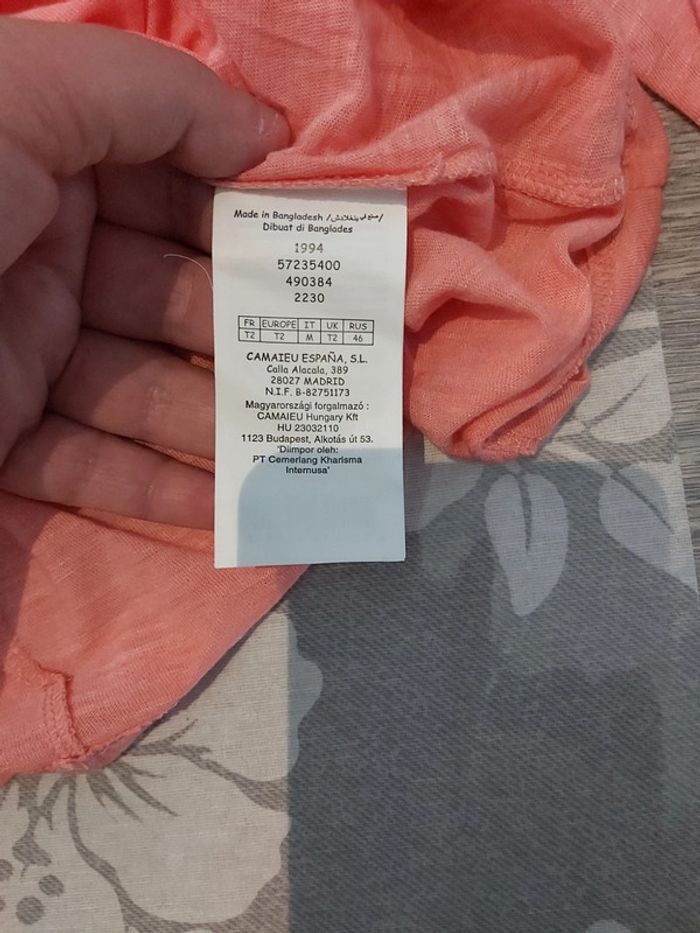 Made in Bangladesh /صنع في بنغلادش/
Dibuat di Banglades
1994
57235400
490384
2230
FR EUROPE IT UK RUS
T2 T2 M T2 46
CAMAIEU ESPAÑA, S.L.
Calla Alacala, 389
28027 MADRID
N.I.F. B-82751173
Magyarországi forgalmazó :
CAMAIEU Hungary Kft
HU 23032110
1123 Budapest, Alkotás út 53.
'Diimpor oleh:
PT Cemerlang Kharisma
Internusa'